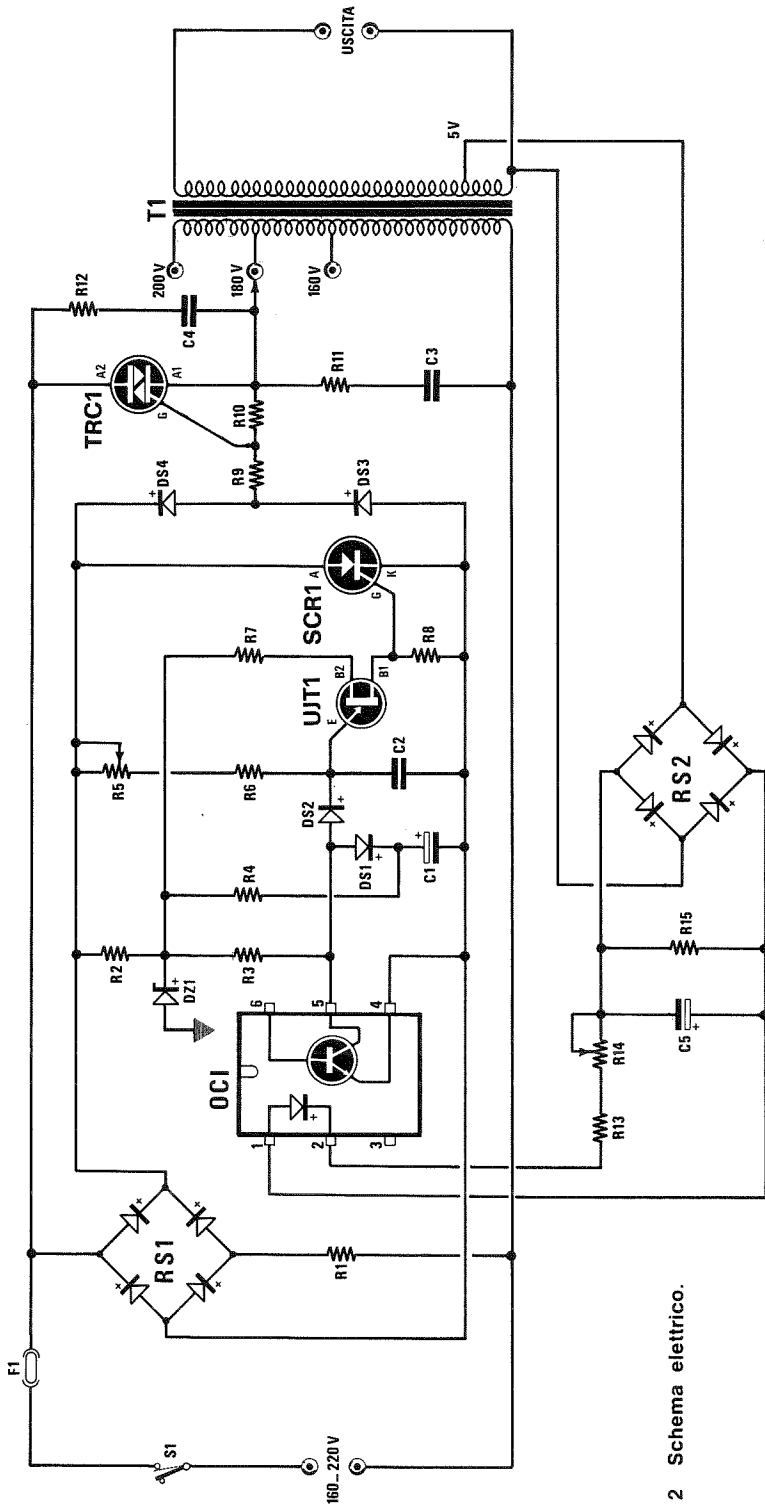 F1
S1
160_220 V
RS1
R1
OCI
1
2
3
6
5
4
DZ1
R2
R3
R4
DS1
C1
DS2
R5
R6
C2
UJT1
E
B2
B1
R7
R8
SCR1
A
G
K
DS4
DS3
R9
R10
TRC1
A2
A1
G
R11
C3
R12
C4
200 V
180 V
160 V
T1
5 V
USCITA
RS2
R13
R14
C5
R15
2 Schema elettrico.